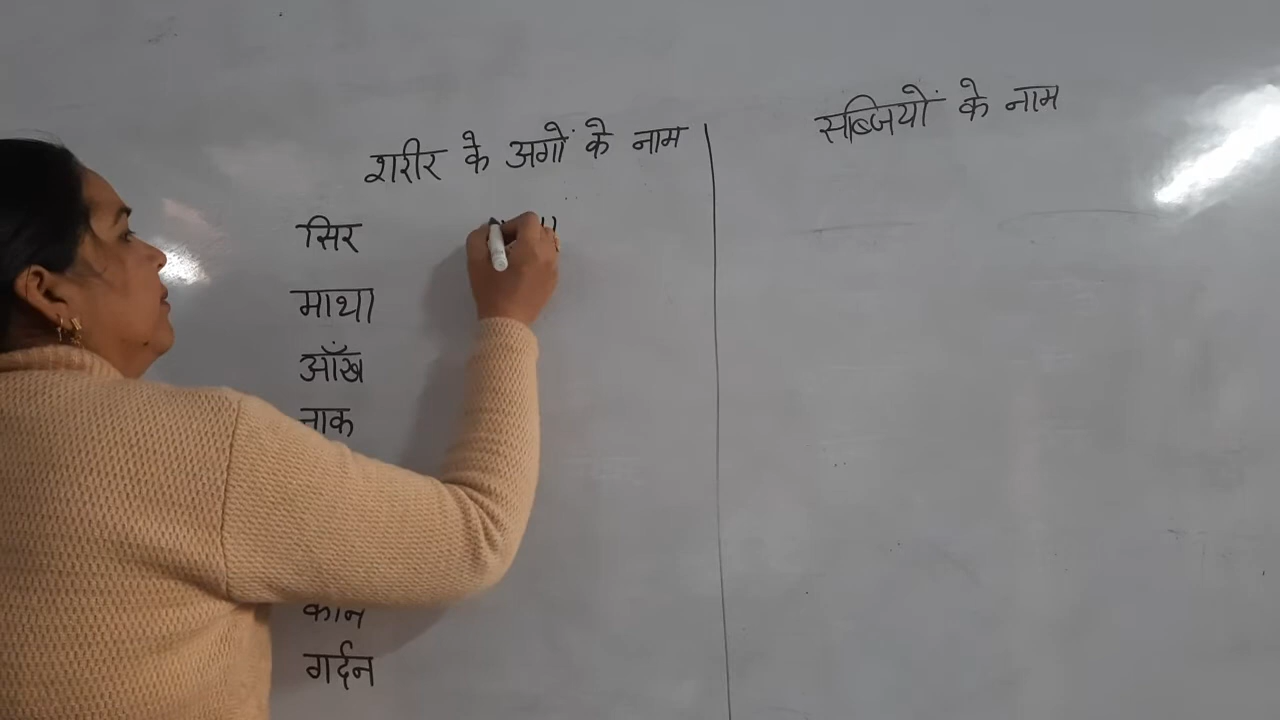 शरीर के अगों के नाम
सिर
माथा
आँख
नाक
कान
गर्दन
सब्जियों के नाम